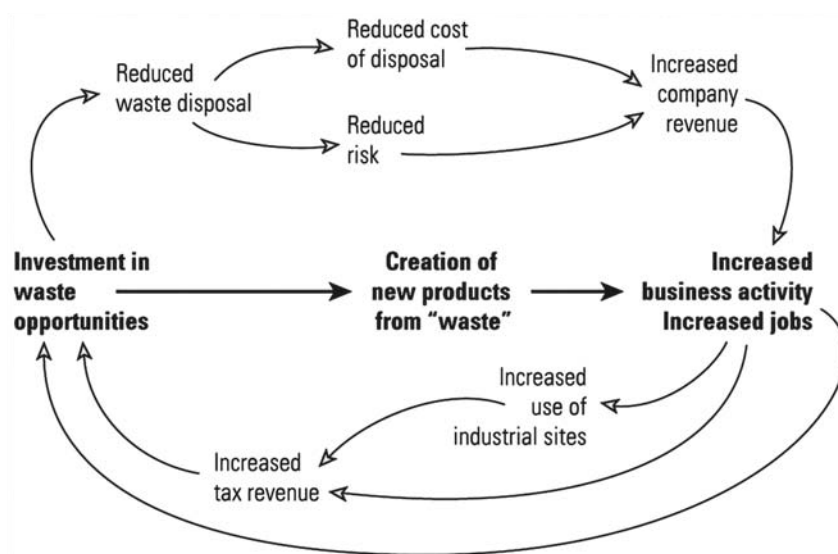 Reduced cost
of disposal
Reduced
waste disposal
Increased
company
revenue
Reduced
risk
Investment in
waste
opportunities
Creation of
new products
from “waste”
Increased
business activity
Increased jobs
Increased
use of
industrial sites
Increased
tax revenue